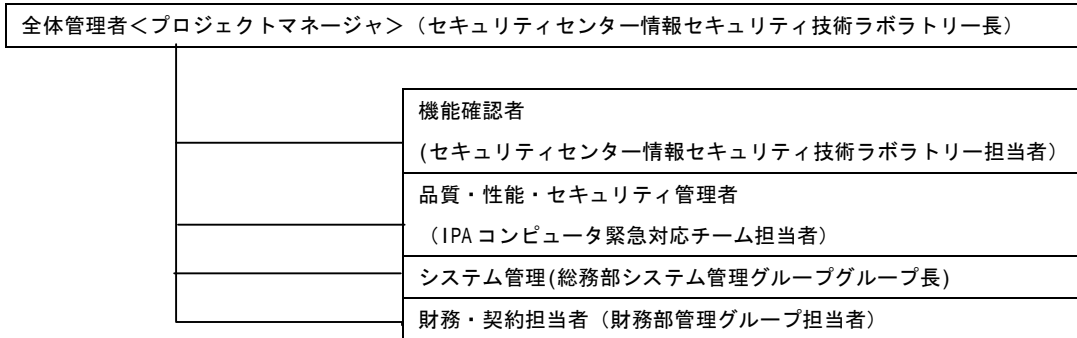 全体管理者＜プロジェクトマネージャ＞（セキュリティセンター情報セキュリティ技術ラボラトリー長）
機能確認者
(セキュリティセンター情報セキュリティ技術ラボラトリー担当者）
品質・性能・セキュリティ管理者
（IPAコンピュータ緊急対応チーム担当者）
システム管理(総務部システム管理グループグループ長)
財務・契約担当者（財務部管理グループ担当者）